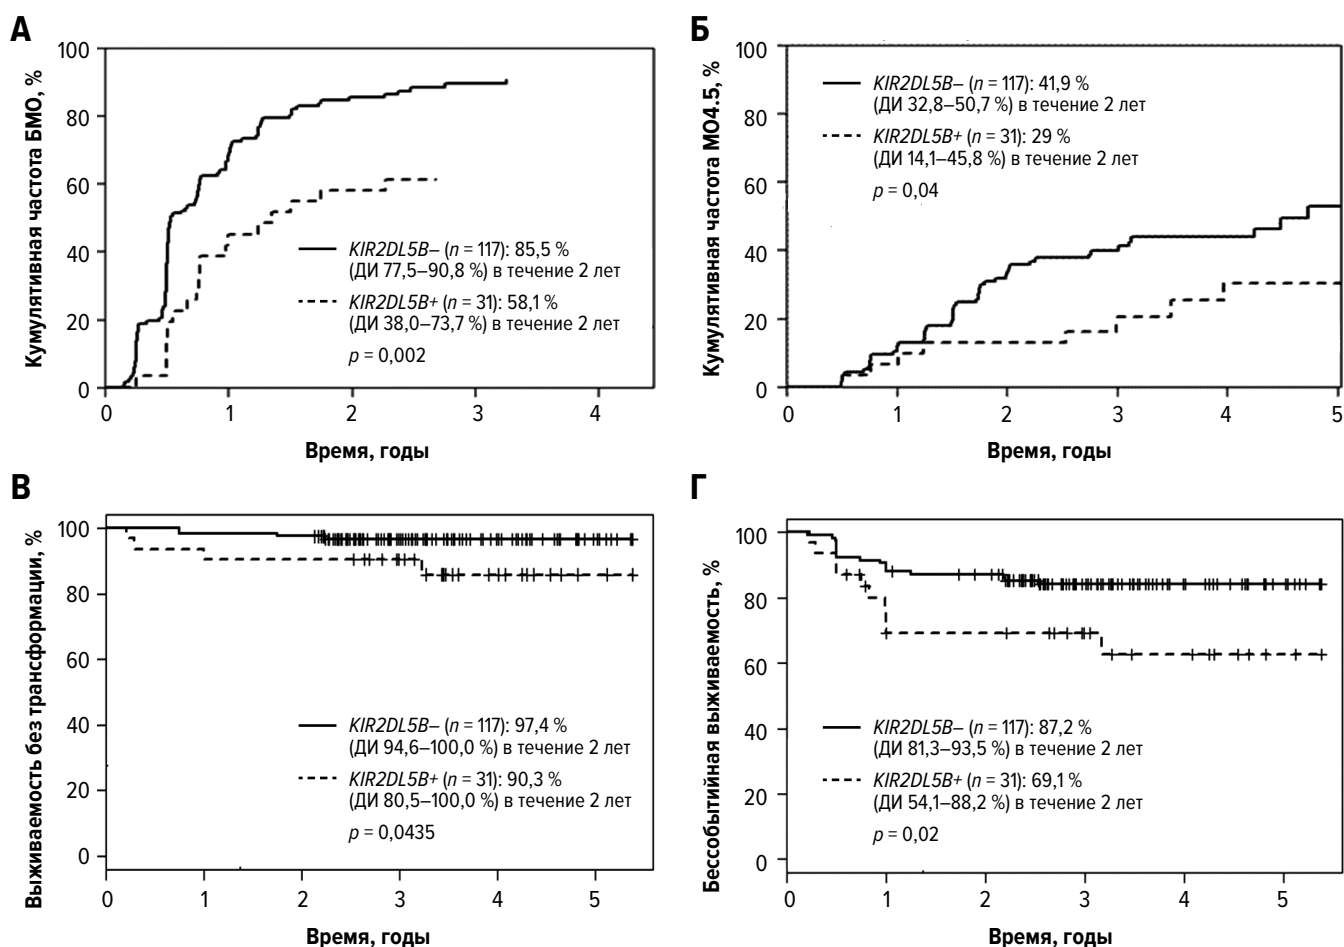 А
Кумулятивная частота БМО, %
100
80
60
40
20
0
KIR2DL5B– (n = 117): 85,5 %
(ДИ 77,5–90,8 %) в течение 2 лет
KIR2DL5B+ (n = 31): 58,1 %
(ДИ 38,0–73,7 %) в течение 2 лет
p = 0,002
0 1 2 3 4
Время, годы
Б
Кумулятивная частота МО4.5, %
100
80
60
40
20
0
KIR2DL5B– (n = 117): 41,9 %
(ДИ 32,8–50,7 %) в течение 2 лет
KIR2DL5B+ (n = 31): 29 %
(ДИ 14,1–45,8 %) в течение 2 лет
p = 0,04
0 1 2 3 4 5
Время, годы
В
Выживаемость без трансформации, %
100
80
60
40
20
0
KIR2DL5B– (n = 117): 97,4 %
(ДИ 94,6–100,0 %) в течение 2 лет
KIR2DL5B+ (n = 31): 90,3 %
(ДИ 80,5–100,0 %) в течение 2 лет
p = 0,0435
0 1 2 3 4 5
Время, годы
Г
Бессобытийная выживаемость, %
100
80
60
40
20
0
KIR2DL5B– (n = 117): 87,2 %
(ДИ 81,3–93,5 %) в течение 2 лет
KIR2DL5B+ (n = 31): 69,1 %
(ДИ 54,1–88,2 %) в течение 2 лет
p = 0,02
0 1 2 3 4 5
Время, годы